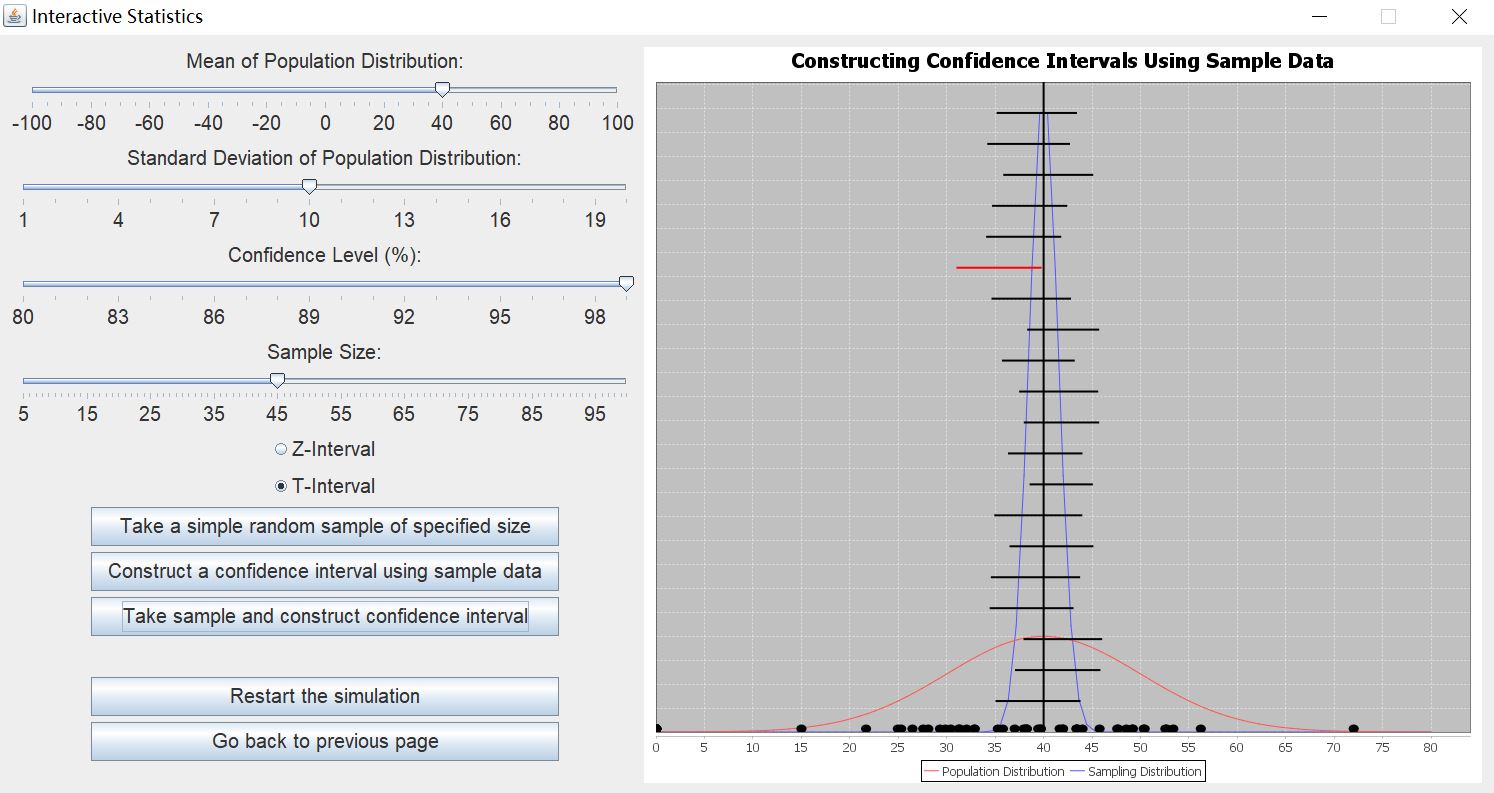 Interactive Statistics
Mean of Population Distribution:
-100 -80 -60 -40 -20 0 20 40 60 80 100
Standard Deviation of Population Distribution:
1 4 7 10 13 16 19
Confidence Level (%):
80 83 86 89 92 95 98
Sample Size:
5 15 25 35 45 55 65 75 85 95
Z-Interval
T-Interval
Take a simple random sample of specified size
Construct a confidence interval using sample data
Take sample and construct confidence interval
Restart the simulation
Go back to previous page
Constructing Confidence Intervals Using Sample Data
0 5 10 15 20 25 30 35 40 45 50 55 60 65 70 75 80
Population Distribution Sampling Distribution